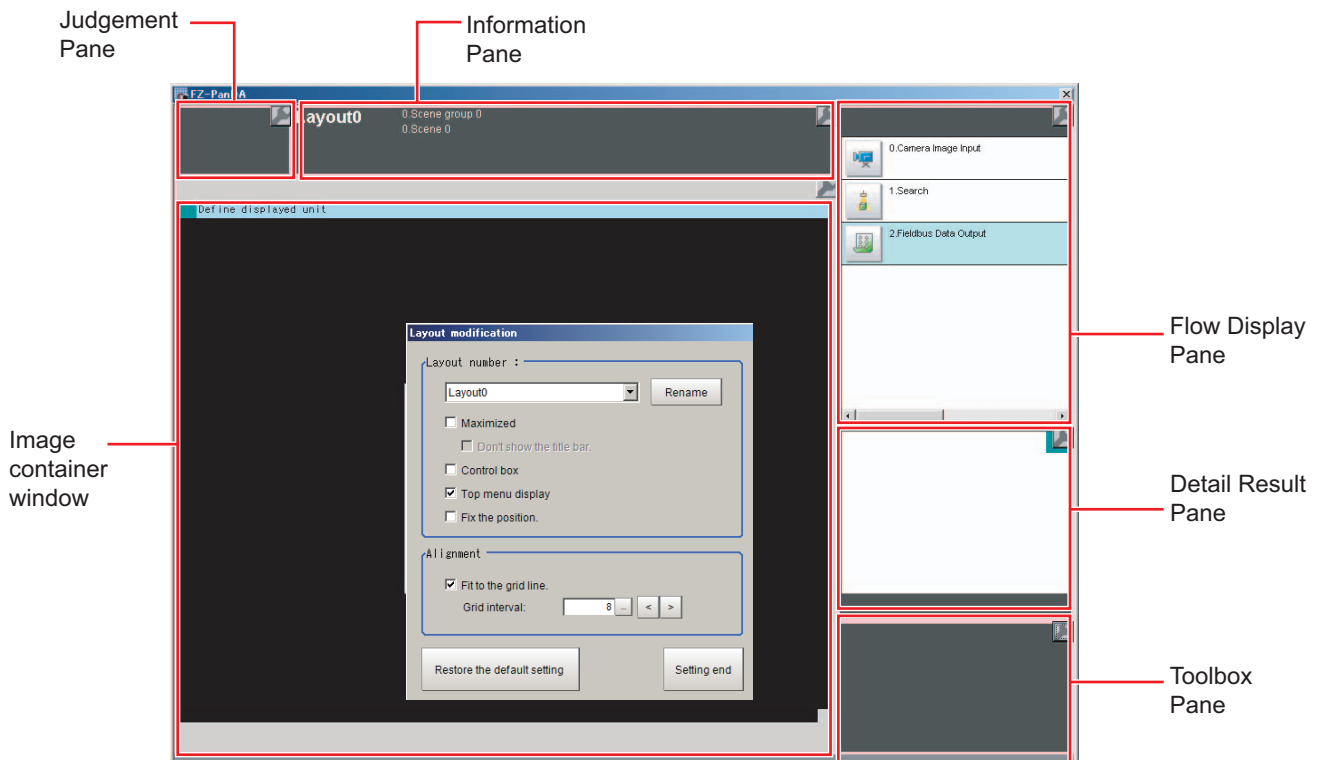 Judgement
Pane
Information
Pane
FZ-PanDA
Layout0
0.Scene group 0
0.Scene 0
0.Camera Image Input
1.Search
2.Fieldbus Data Output
Define displayed unit
Layout modification
Layout number :
Layout0
Rename
Maximized
Don't show the title bar.
Control box
Top menu display
Fix the position.
Alignment
Fit to the grid line.
Grid interval:
8
...
<
>
Restore the default setting
Setting end
Image
container
window
Flow Display
Pane
Detail Result
Pane
Toolbox
Pane